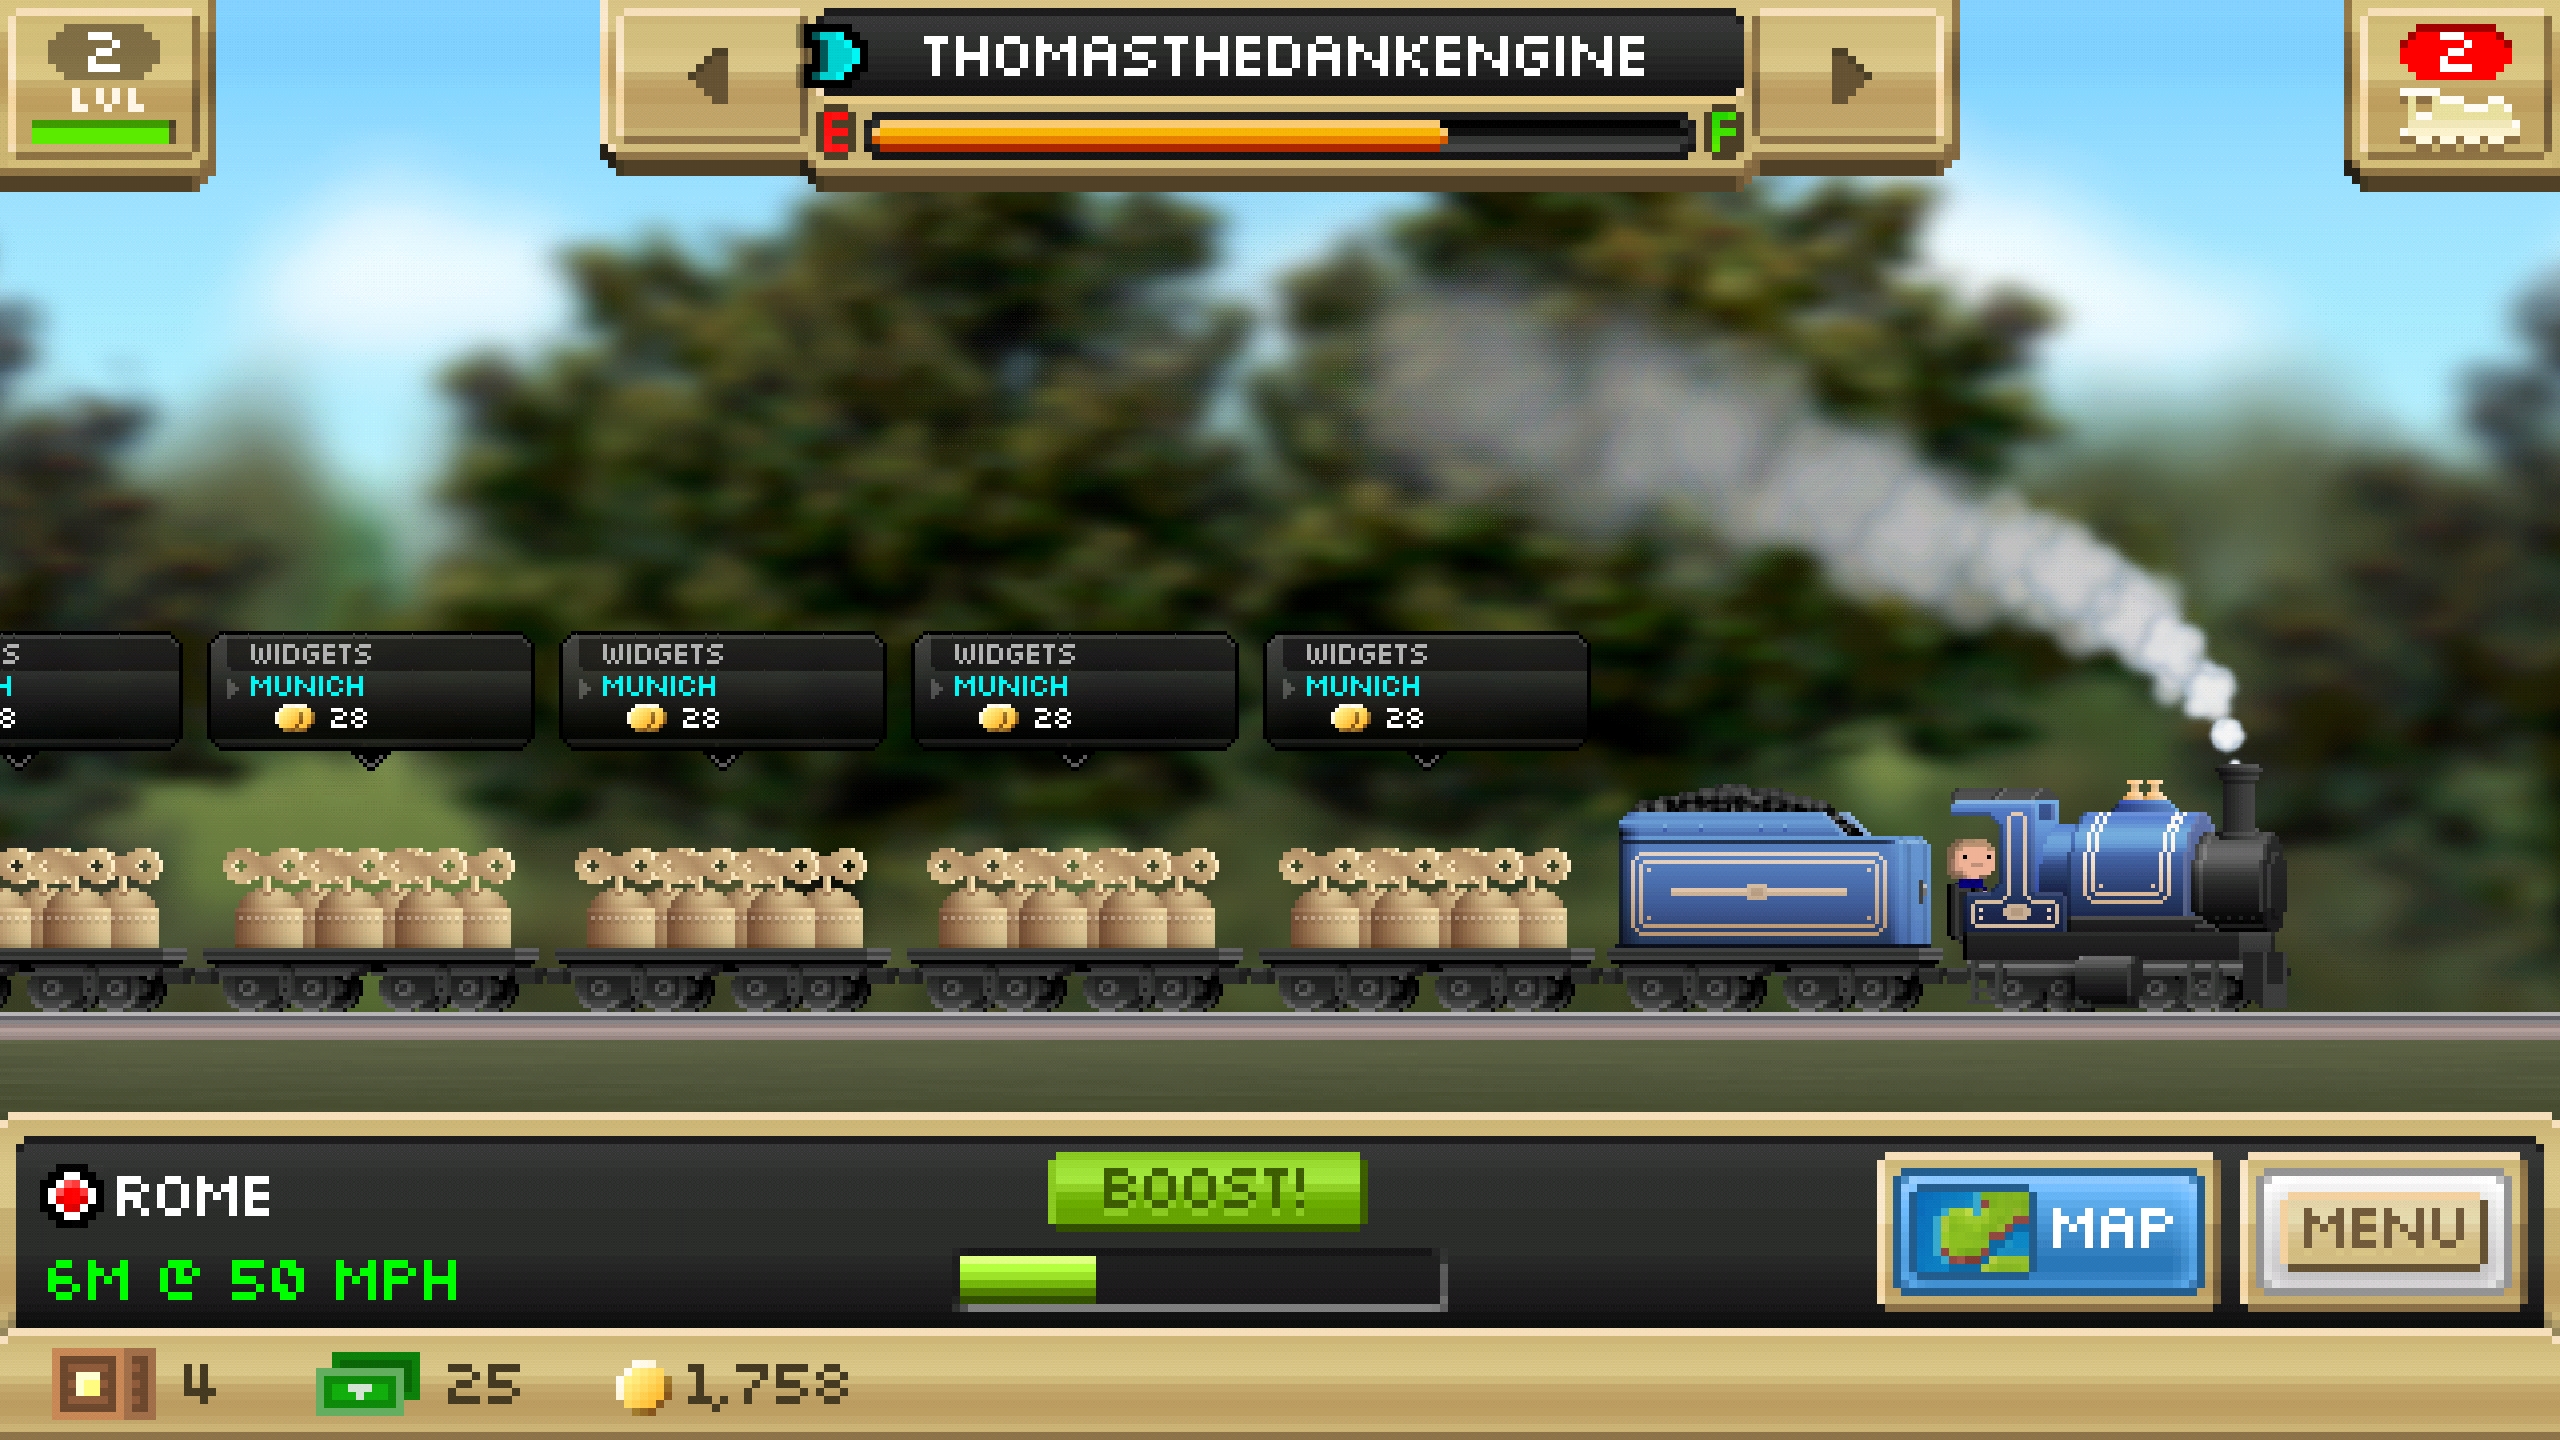 2
LVL
THOMASTHEDANKENGINE
E
F
2
S
H
8
WIDGETS
MUNICH
28
WIDGETS
MUNICH
28
WIDGETS
MUNICH
28
WIDGETS
MUNICH
28
ROME
6M @ 50 MPH
BOOST!
MAP
MENU
4
25
1,758